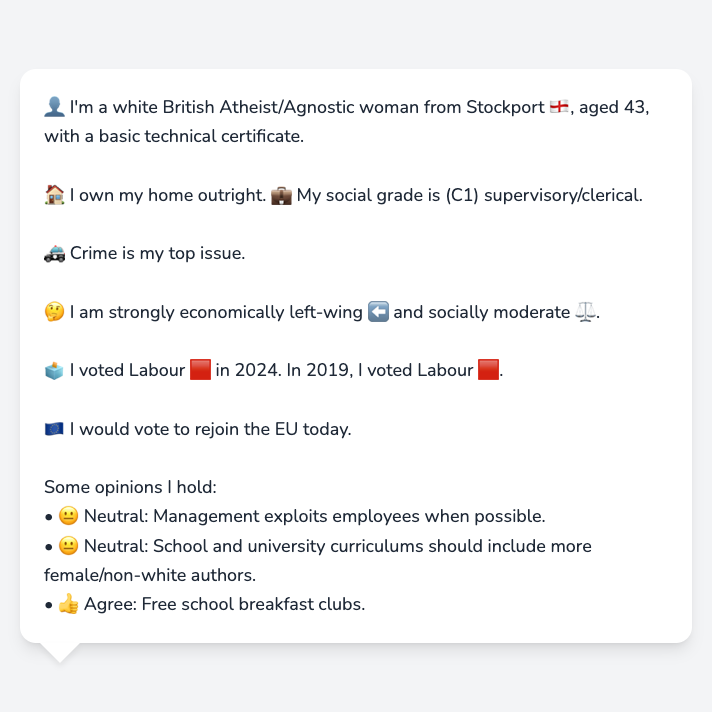 👤 I'm a white British Atheist/Agnostic woman from Stockport 🏴󠁧󠁢󠁥󠁮󠁧󠁿, aged 43,
with a basic technical certificate.
🏠 I own my home outright. 💼 My social grade is (C1) supervisory/clerical.
🚓 Crime is my top issue.
🤔 I am strongly economically left-wing ⬅️ and socially moderate ⚖️.
🗳️ I voted Labour 🟥 in 2024. In 2019, I voted Labour 🟥.
🇪🇺 I would vote to rejoin the EU today.
Some opinions I hold:
• 😐 Neutral: Management exploits employees when possible.
• 😐 Neutral: School and university curriculums should include more
female/non-white authors.
• 👍 Agree: Free school breakfast clubs.